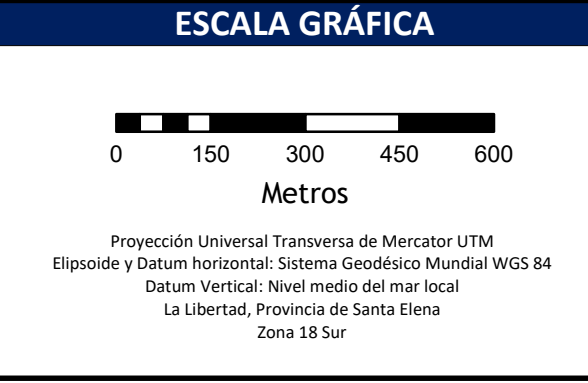 ESCALA GRÁFICA
0 150 300 450 600
Metros
Proyección Universal Transversa de Mercator UTM
Elipsoide y Datum horizontal: Sistema Geodésico Mundial WGS 84
Datum Vertical: Nivel medio del mar local
La Libertad, Provincia de Santa Elena
Zona 18 Sur